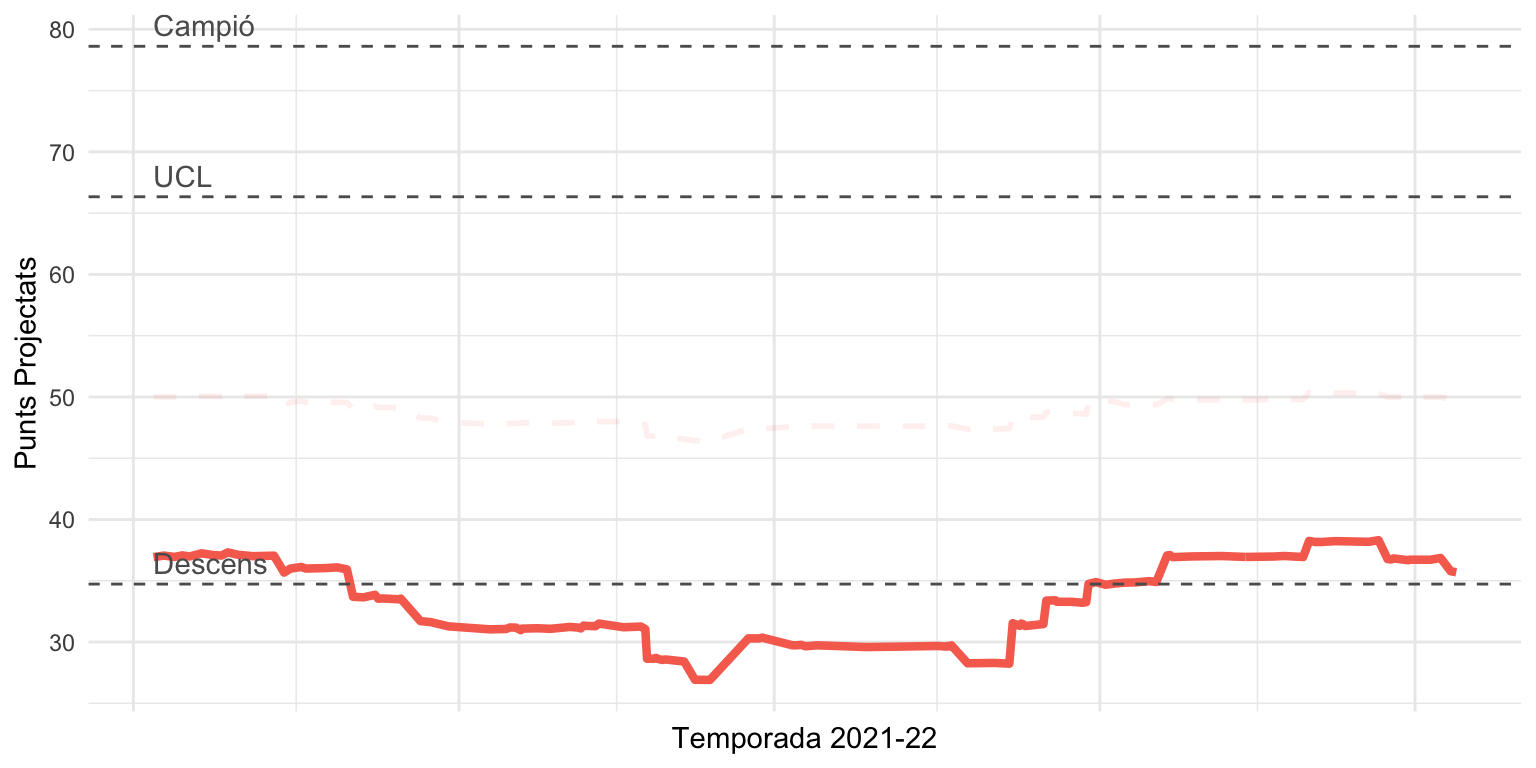 80
Campió
70
UCL
60
50
40
Descens
30
Punts Projectats
Temporada 2021-22